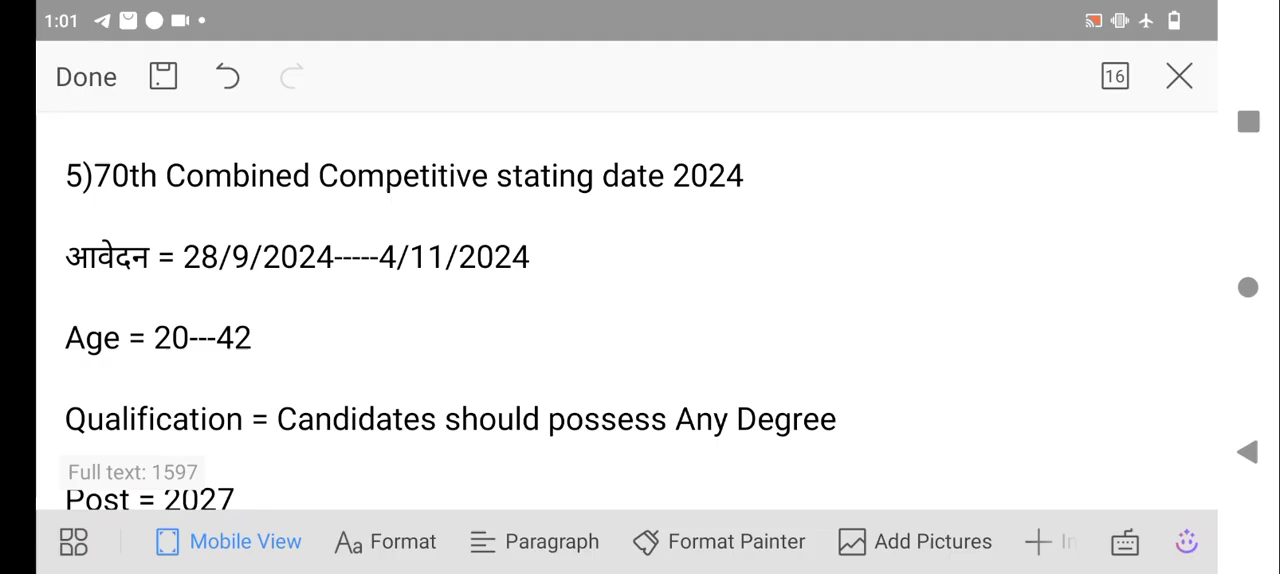 1:01
Done
16
5)70th Combined Competitive stating date 2024
आवेदन = 28/9/2024-----4/11/2024
Age = 20---42
Qualification = Candidates should possess Any Degree
Full text: 1597
Post = 2027
Mobile View Format Paragraph Format Painter Add Pictures In